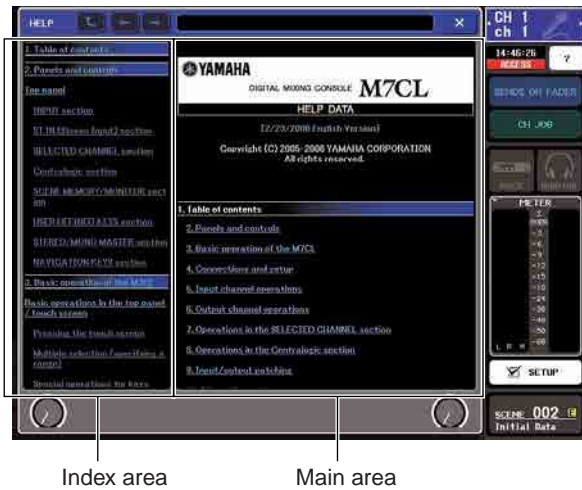 HELP
×
CH 1
ch 1
14:46:26
ACCESS
?
SENDS ON FADER
CH JOB
METER
SETUP
SCENE 002 E
Initial Data
1. Table of contents
2. Panels and controls
Top panel
INPUT section
ST IN (Stereo Input) section
SELECTED CHANNEL section
Centralogic section
SCENE MEMORY/MONITOR sect
ion
USER DEFINED KEYS section
STEREO/MONO MASTER section
NAVIGATION KEYS section
3. Basic operation of the M7CL
Basic operations in the top panel
/ touch screen
Pressing the touch screen
Multiple selection (specifying a
range)
Special operations for keys
YAMAHA
DIGITAL MIXING CONSOLE M7CL
HELP DATA
[2/23/2006 English Version]
Copyright (C) 2005-2006 YAMAHA CORPORATION
All rights reserved.
1. Table of contents
2. Panels and controls
3. Basic operation of the M7CL
4. Connections and setup
5. Input channel operations
6. Output channel operations
7. Operations in the SELECTED CHANNEL section
8. Operations in the Centralogic section
9. Input/output patching
Index area
Main area